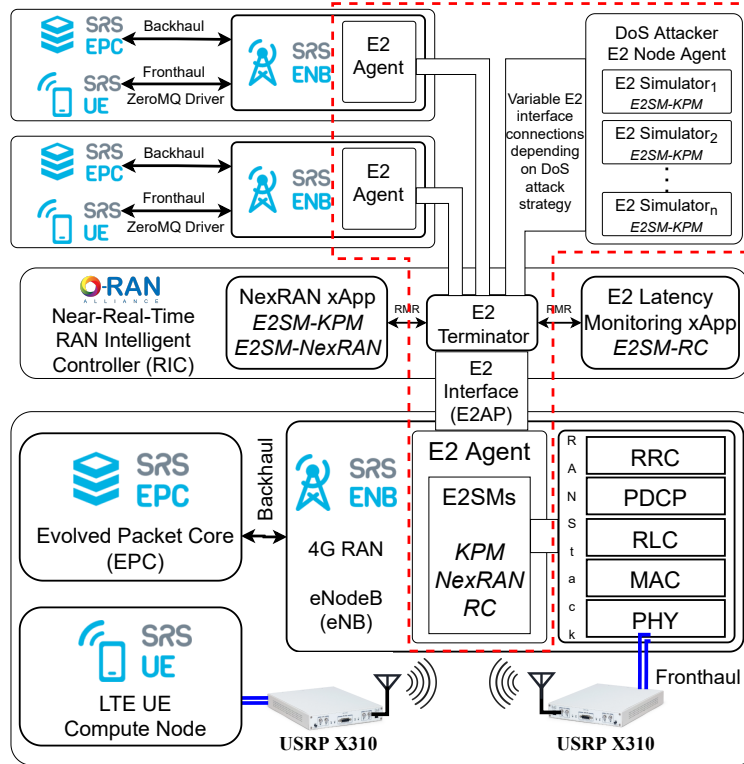 SRS
EPC
Backhaul
SRS
UE
Fronthaul
ZeroMQ Driver
SRS
ENB
E2
Agent
SRS
EPC
Backhaul
SRS
UE
Fronthaul
ZeroMQ Driver
SRS
ENB
E2
Agent
Variable E2
interface
connections
depending
on DoS
attack
strategy
DoS Attacker
E2 Node Agent
E2 Simulator1
E2SM-KPM
E2 Simulator2
E2SM-KPM
E2 Simulatorn
E2SM-KPM
O-RAN
ALLIANCE
Near-Real-Time
RAN Intelligent
Controller (RIC)
NexRAN xApp
E2SM-KPM
E2SM-NexRAN
RMR
E2
Terminator
RMR
E2 Latency
Monitoring xApp
E2SM-RC
E2
Interface
(E2AP)
SRS
EPC
Evolved Packet Core
(EPC)
Backhaul
SRS
ENB
4G RAN
eNodeB
(eNB)
E2 Agent
E2SMs
KPM
NexRAN
RC
RAN Stack
RRC
PDCP
RLC
MAC
PHY
SRS
UE
LTE UE
Compute Node
USRP X310
Fronthaul
USRP X310